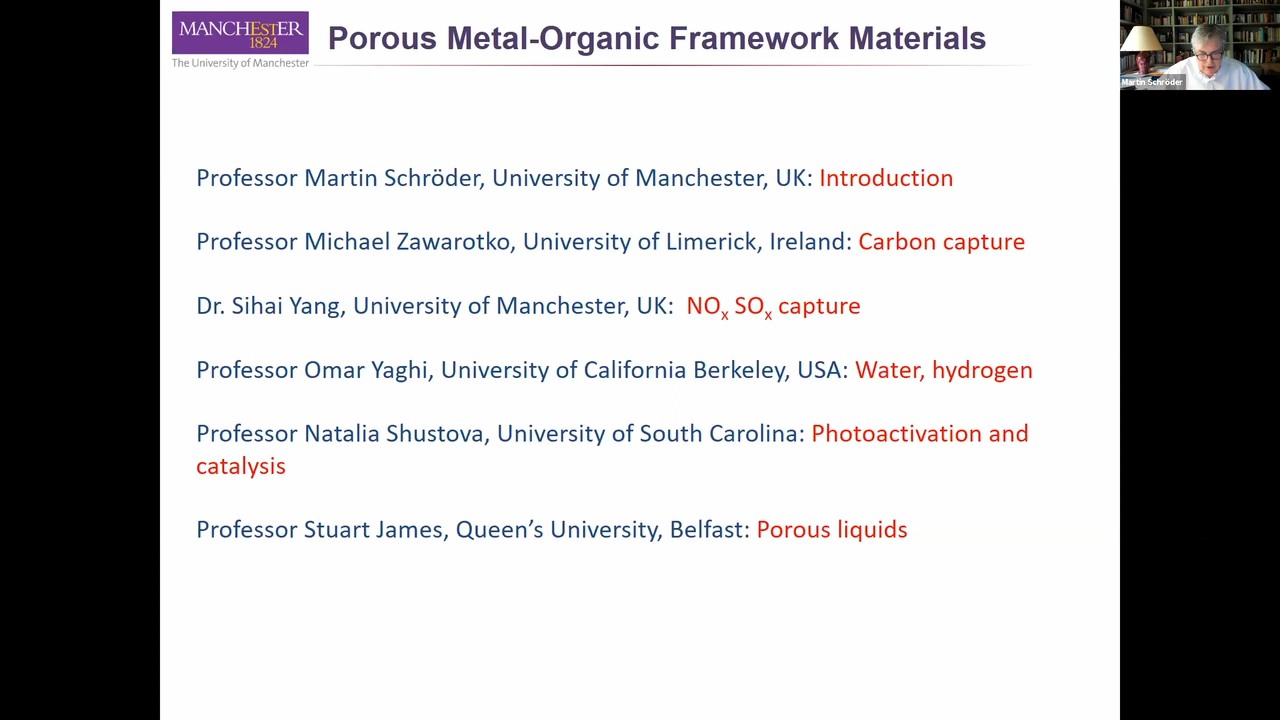 MANCHESTER
1824
The University of Manchester
Porous Metal-Organic Framework Materials
Martin Schröder
Professor Martin Schröder, University of Manchester, UK: Introduction
Professor Michael Zawarotko, University of Limerick, Ireland: Carbon capture
Dr. Sihai Yang, University of Manchester, UK: NOx SOx capture
Professor Omar Yaghi, University of California Berkeley, USA: Water, hydrogen
Professor Natalia Shustova, University of South Carolina: Photoactivation and
catalysis
Professor Stuart James, Queen’s University, Belfast: Porous liquids